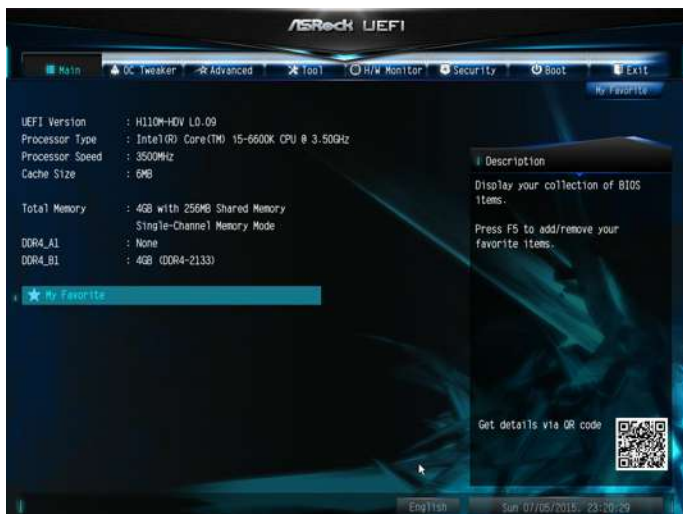 ASRock UEFI
Main OC Tweaker Advanced Tool H/W Monitor Security Boot Exit
My Favorite
UEFI Version : H110M-HDV L0.09
Processor Type : Intel(R) Core(TM) i5-6600K CPU @ 3.50GHz
Processor Speed : 3500MHz
Cache Size : 6MB
Total Memory : 4GB with 256MB Shared Memory
Single-Channel Memory Mode
DDR4_A1 : None
DDR4_B1 : 4GB (DDR4-2133)
My Favorite
Description
Display your collection of BIOS
items.
Press F5 to add/remove your
favorite items.
Get details via QR code
English
Sun 07/05/2015. 23:20:29